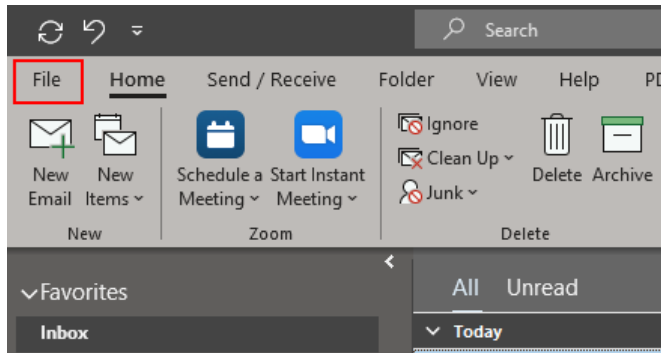 Search
File Home Send / Receive Folder View Help
New Email
New Items
Schedule a Meeting
Start Instant Meeting
Ignore
Clean Up
Junk
Delete
Archive
New
Zoom
Delete
Favorites
All Unread
Inbox
Today